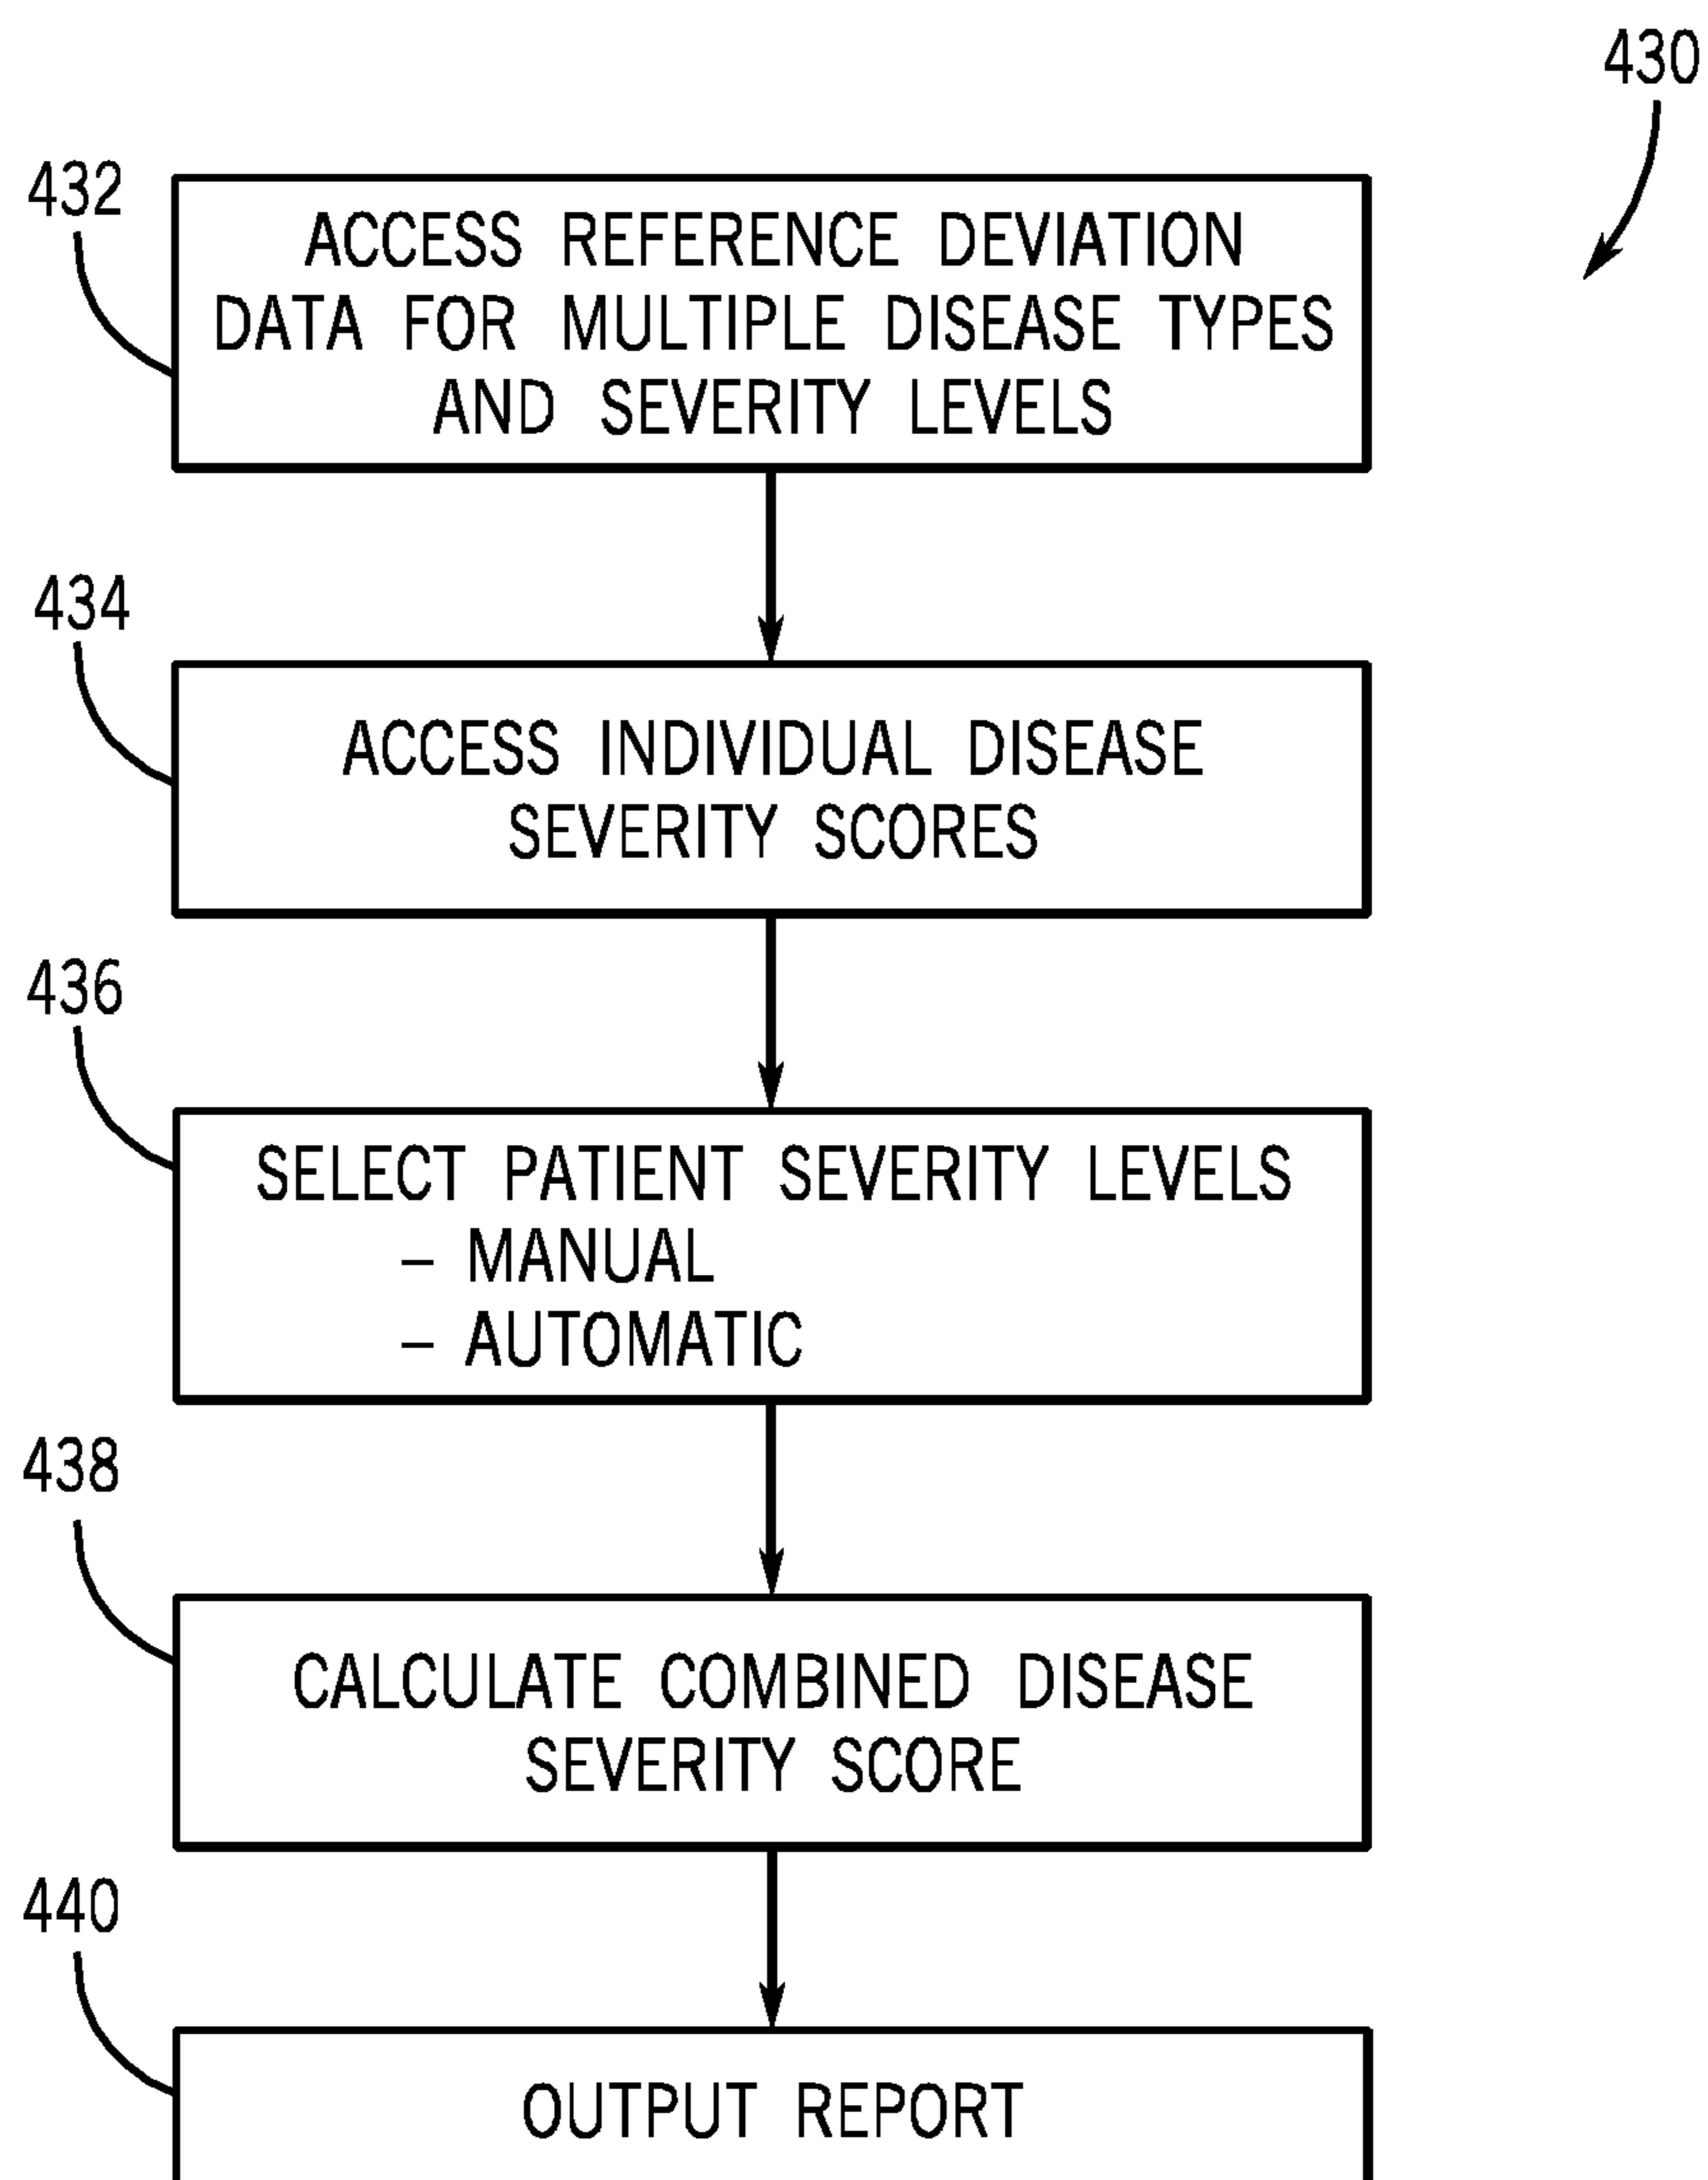 430
432
ACCESS REFERENCE DEVIATION
DATA FOR MULTIPLE DISEASE TYPES
AND SEVERITY LEVELS
434
ACCESS INDIVIDUAL DISEASE
SEVERITY SCORES
436
SELECT PATIENT SEVERITY LEVELS
– MANUAL
– AUTOMATIC
438
CALCULATE COMBINED DISEASE
SEVERITY SCORE
440
OUTPUT REPORT